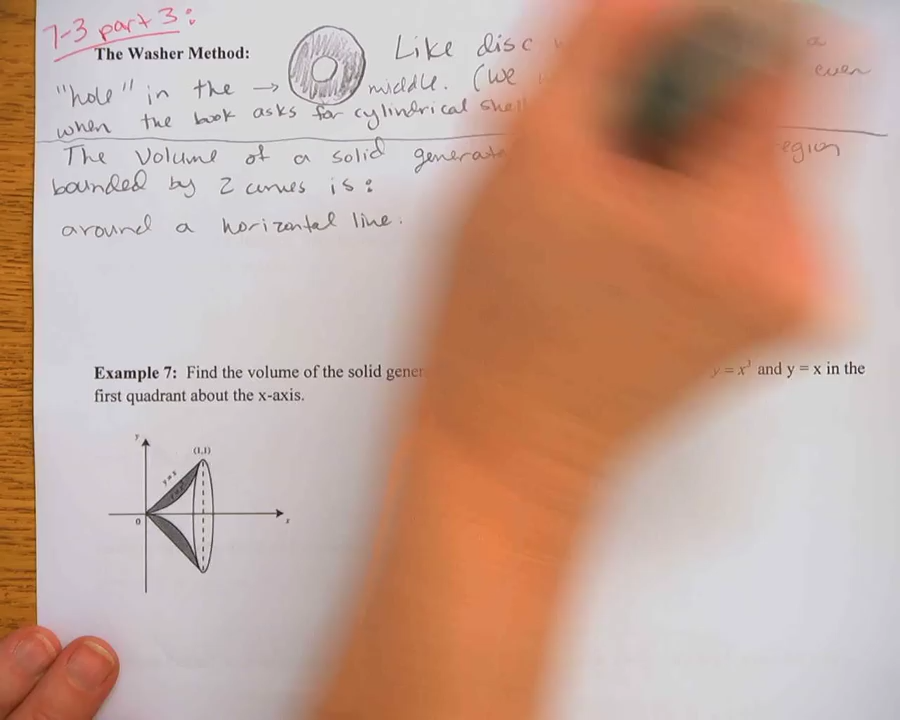 7-3 part 3:
The Washer Method:
Like disc a
"hole" in the → middle. (we even
when the book asks for cylindrical shell
The Volume of a solid generate region
bounded by 2 curves is:
around a horizontal line.
Example 7: Find the volume of the solid gener y = x³ and y = x in the
first quadrant about the x-axis.
y
(1,1)
y = x
0
x